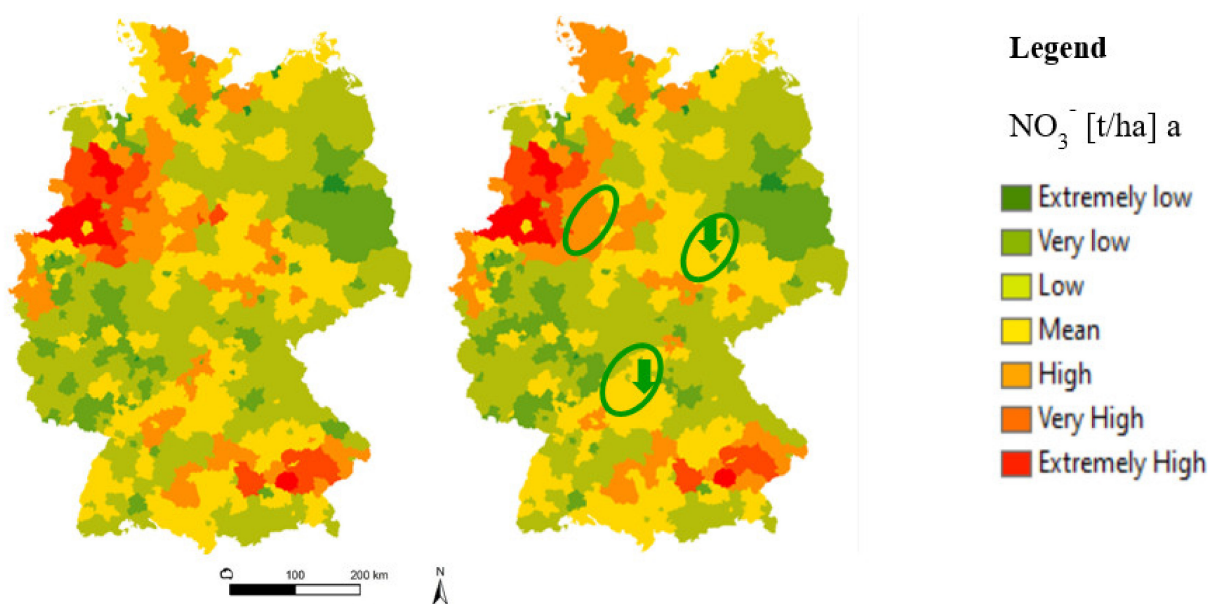 Legend
NO₃⁻ [t/ha] a
Extremely low
Very low
Low
Mean
High
Very High
Extremely High
0 100 200 km
N